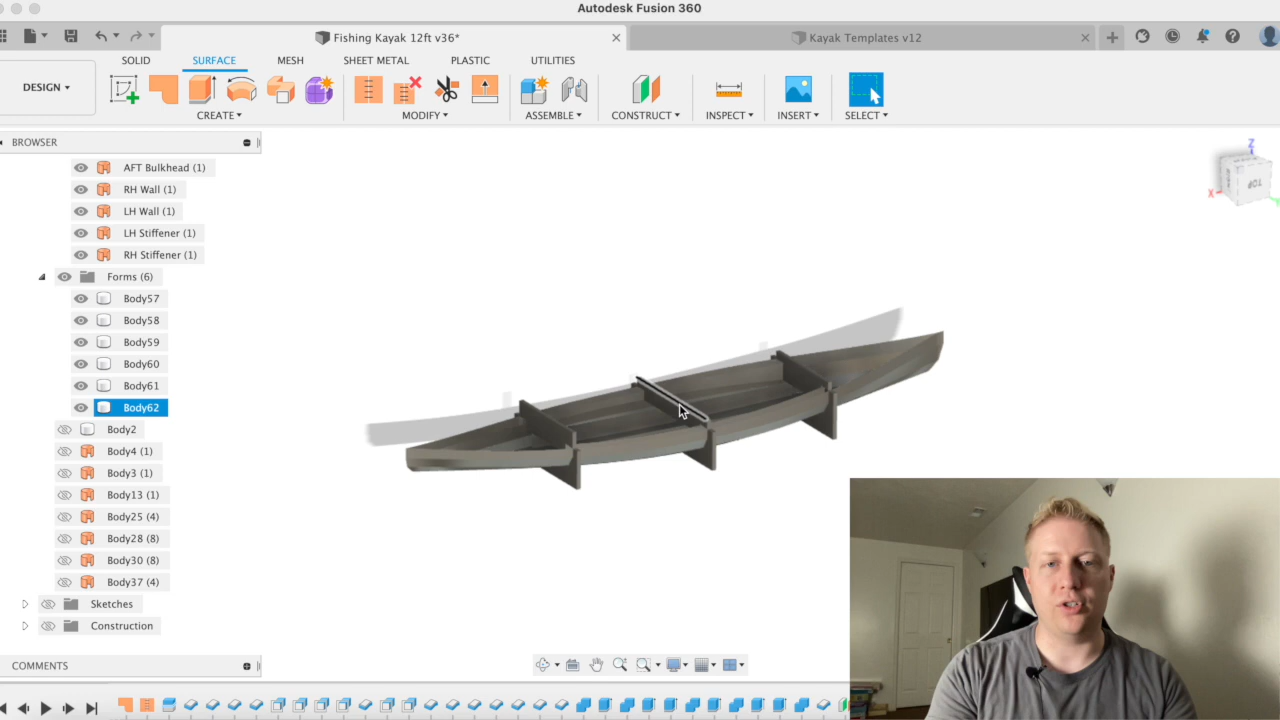 Autodesk Fusion 360
Fishing Kayak 12ft v36*
Kayak Templates v12
SOLID SURFACE MESH SHEET METAL PLASTIC UTILITIES
DESIGN
CREATE MODIFY ASSEMBLE CONSTRUCT INSPECT INSERT SELECT
BROWSER
AFT Bulkhead (1)
RH Wall (1)
LH Wall (1)
LH Stiffener (1)
RH Stiffener (1)
Forms (6)
Body57
Body58
Body59
Body60
Body61
Body62
Body2
Body4 (1)
Body3 (1)
Body13 (1)
Body25 (4)
Body28 (8)
Body30 (8)
Body37 (4)
Sketches
Construction
COMMENTS
Z
X
TOP